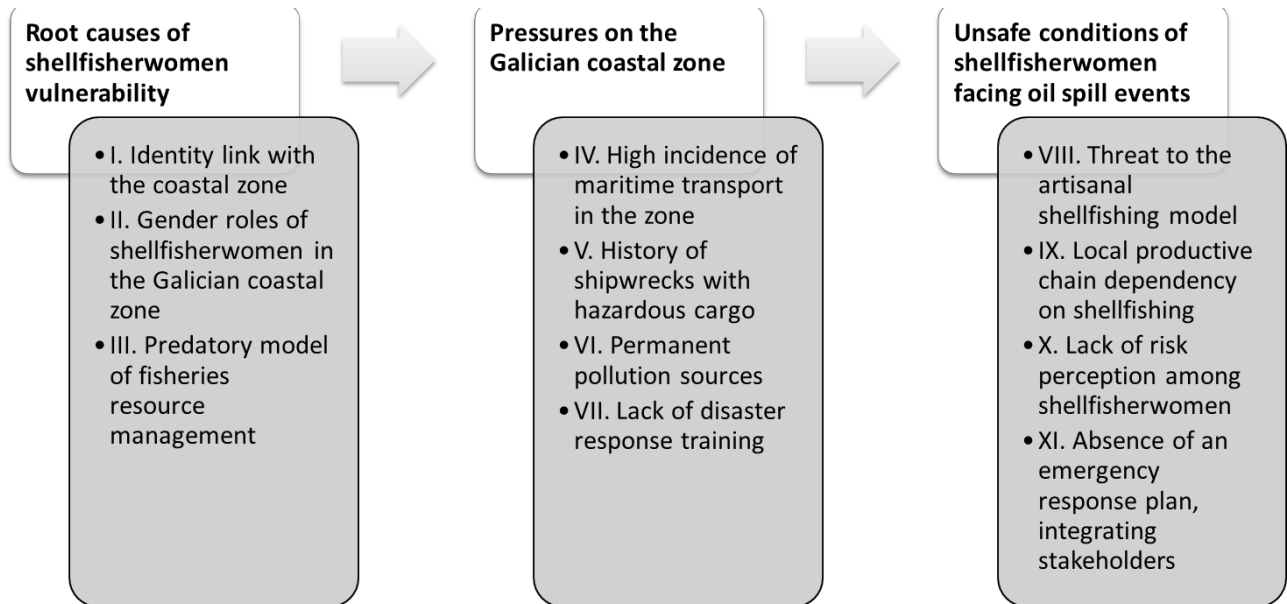 Root causes of
shellfisherwomen
vulnerability
• I. Identity link with
the coastal zone
• II. Gender roles of
shellfisherwomen in
the Galician coastal
zone
• III. Predatory model
of fisheries
resource
management
Pressures on the
Galician coastal zone
• IV. High incidence of
maritime transport
in the zone
• V. History of
shipwrecks with
hazardous cargo
• VI. Permanent
pollution sources
• VII. Lack of disaster
response training
Unsafe conditions of
shellfisherwomen
facing oil spill events
• VIII. Threat to the
artisanal
shellfishing model
• IX. Local productive
chain dependency
on shellfishing
• X. Lack of risk
perception among
shellfisherwomen
• XI. Absence of an
emergency
response plan,
integrating
stakeholders